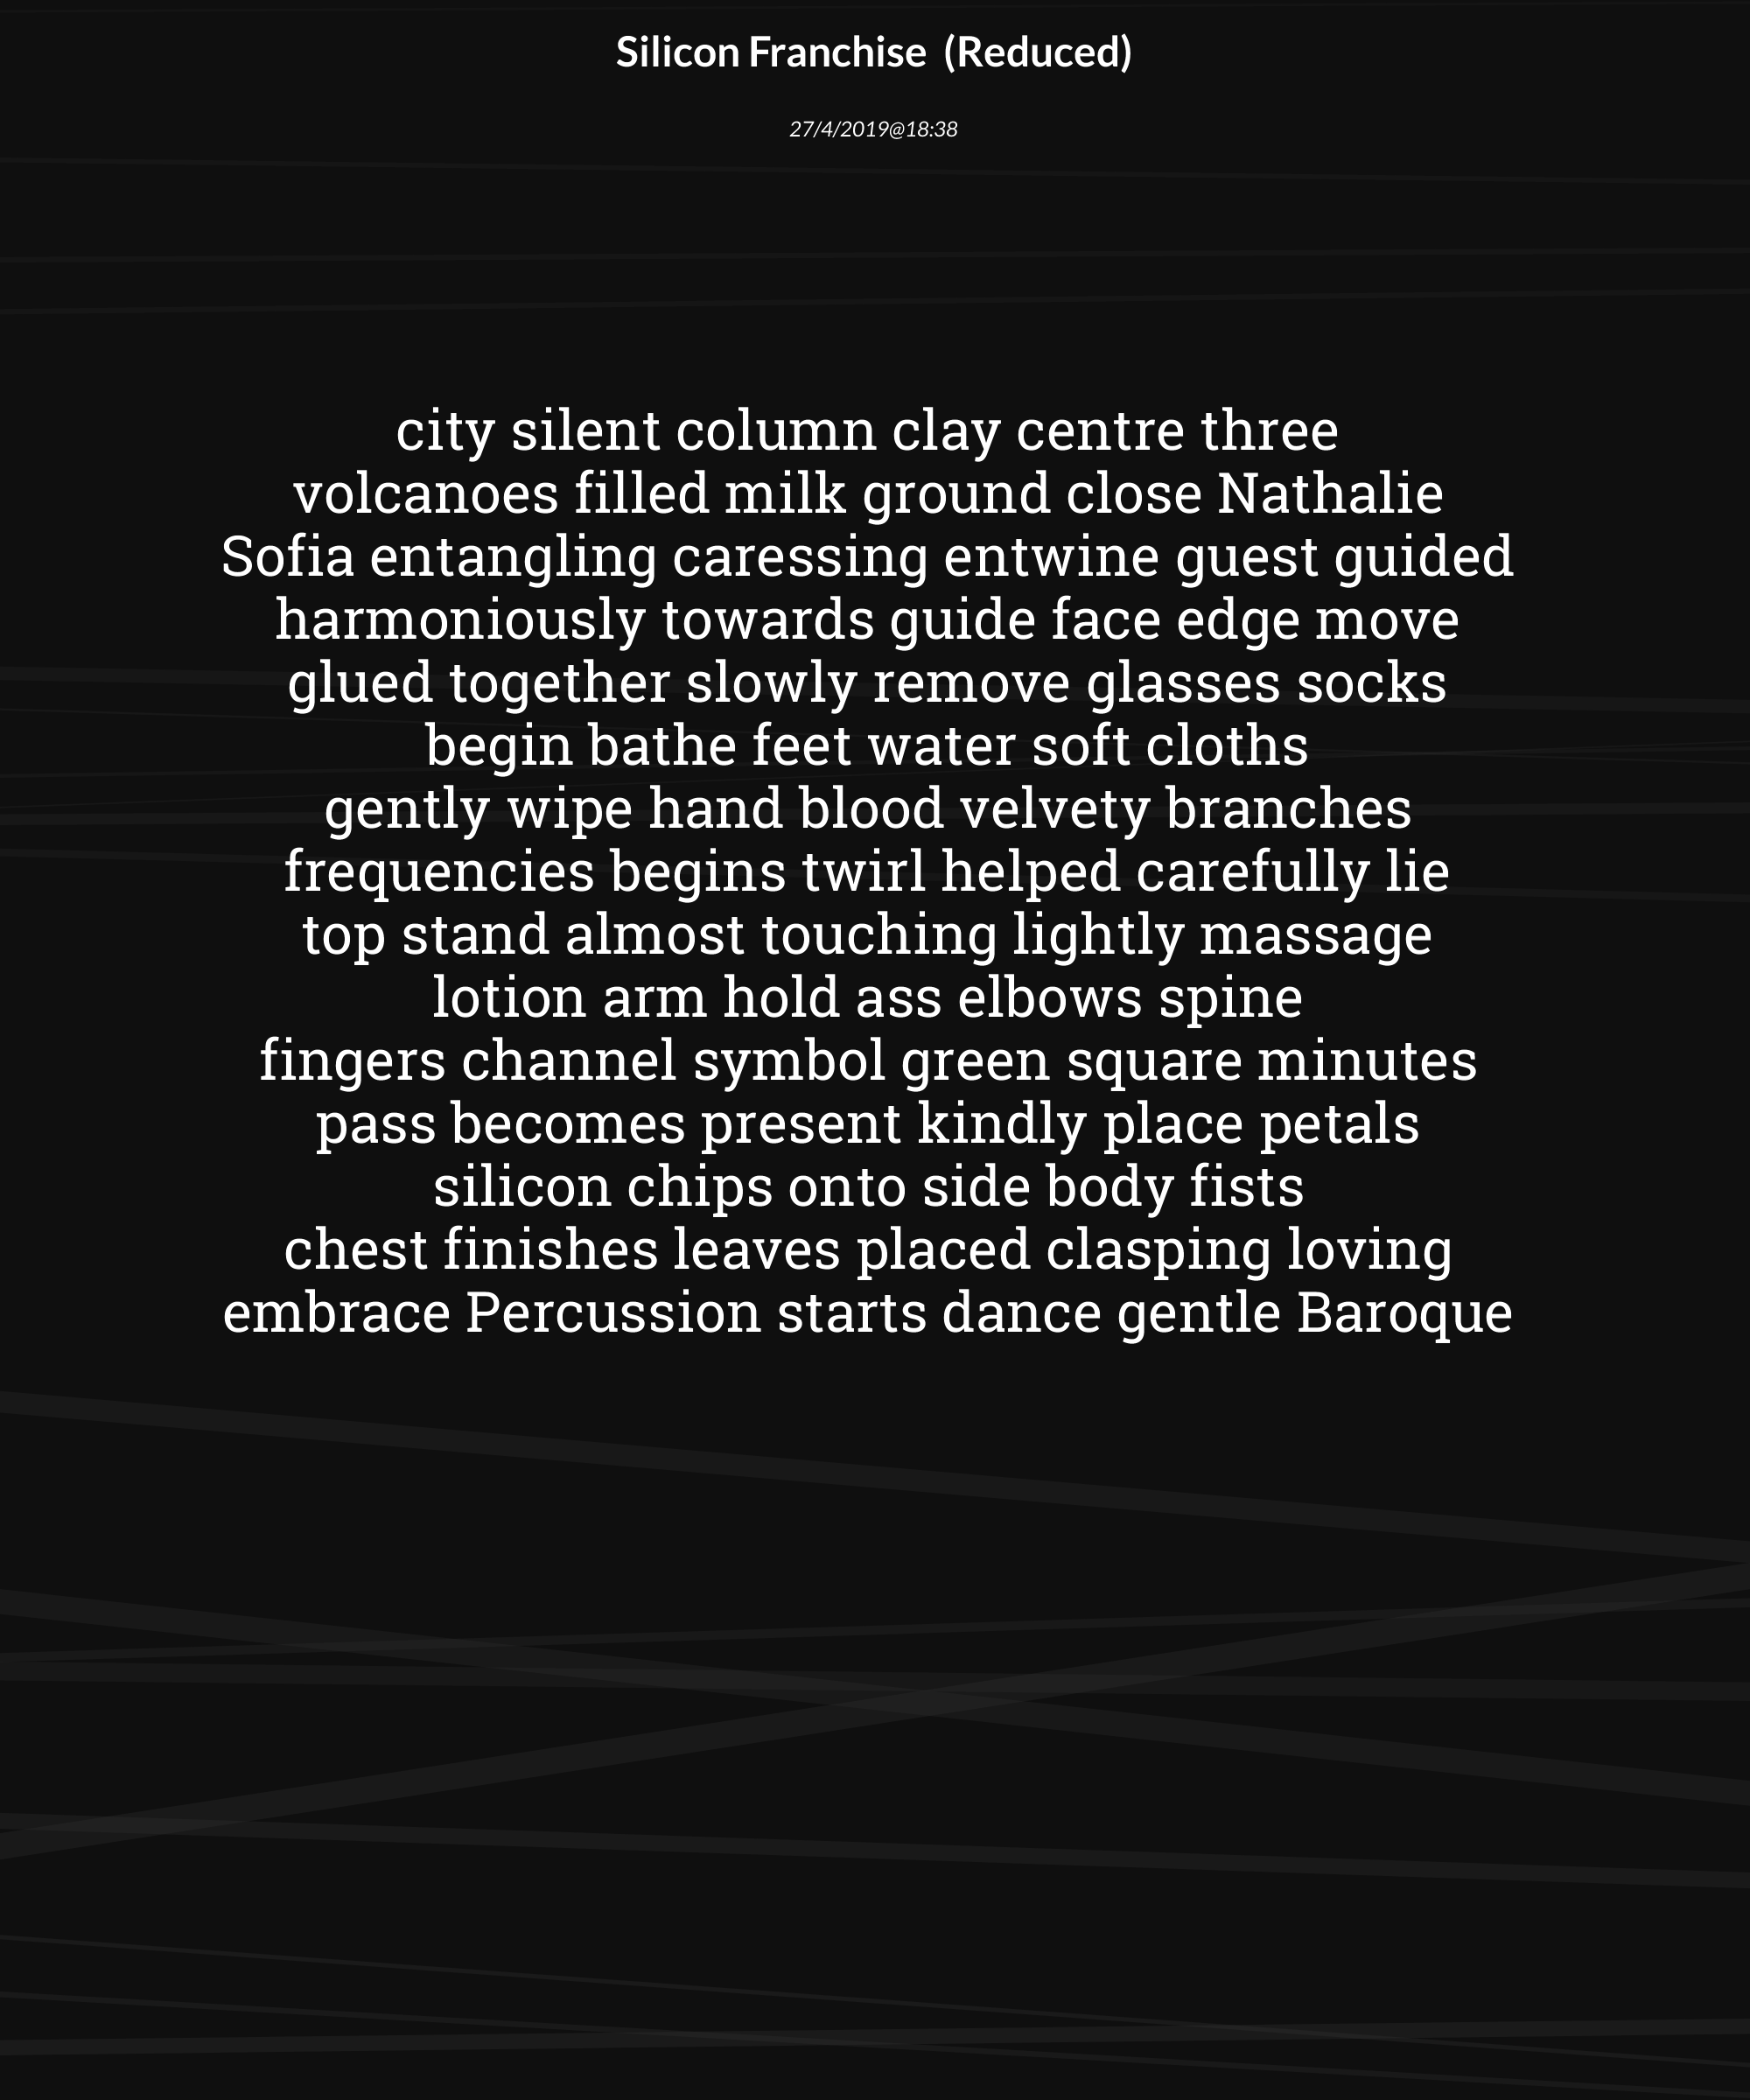 Silicon Franchise (Reduced)
27/4/2019@18:38
city silent column clay centre three
volcanoes filled milk ground close Nathalie
Sofia entangling caressing entwine guest guided
harmoniously towards guide face edge move
glued together slowly remove glasses socks
begin bathe feet water soft cloths
gently wipe hand blood velvety branches
frequencies begins twirl helped carefully lie
top stand almost touching lightly massage
lotion arm hold ass elbows spine
fingers channel symbol green square minutes
pass becomes present kindly place petals
silicon chips onto side body fists
chest finishes leaves placed clasping loving
embrace Percussion starts dance gentle Baroque